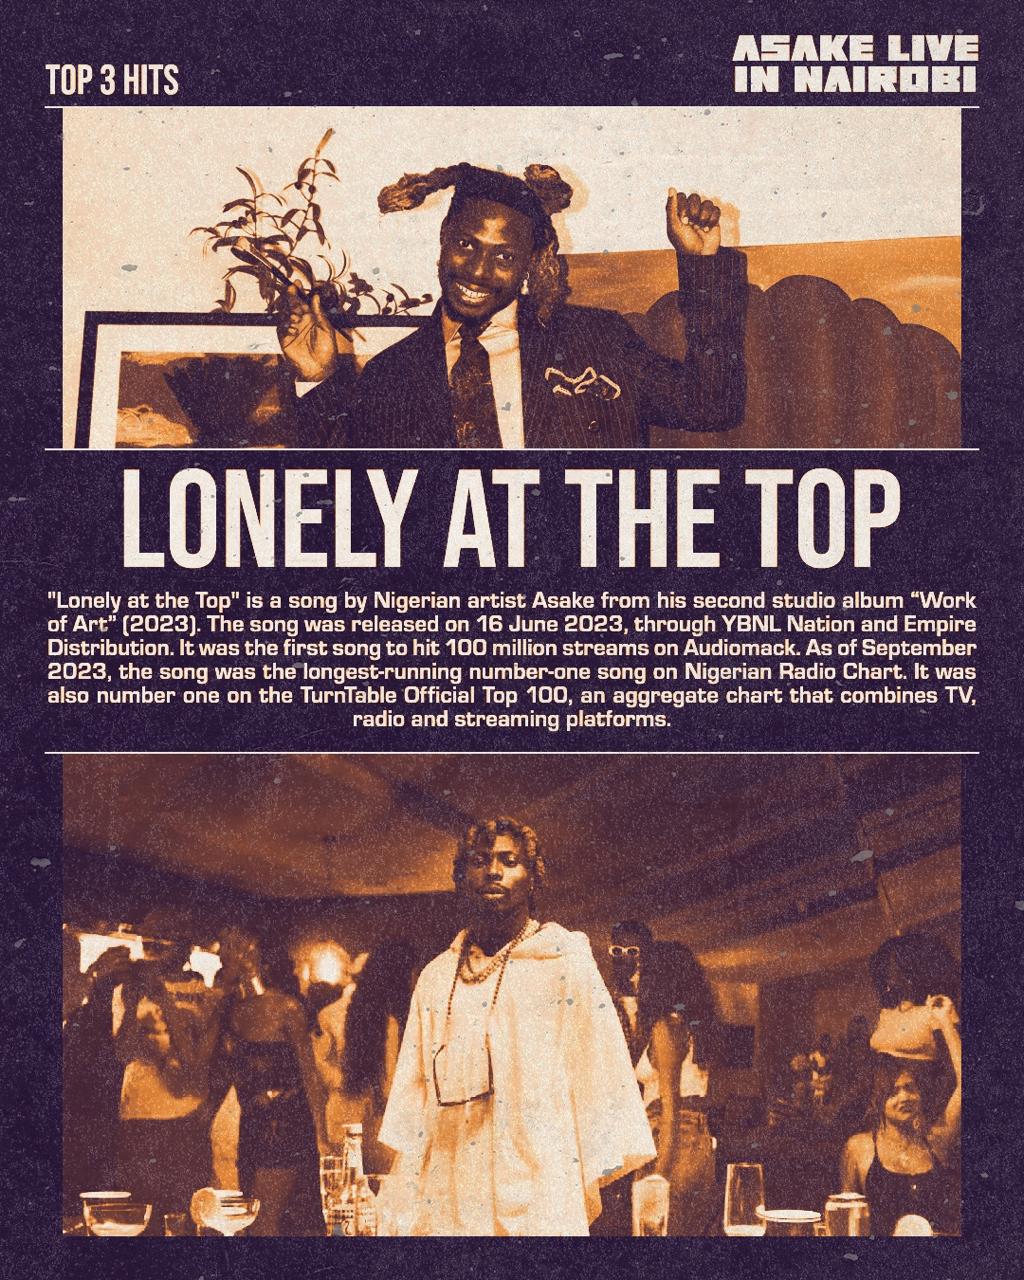 TOP 3 HITS
ASAKE LIVE
IN NAIROBI
LONELY AT THE TOP
"Lonely at the Top" is a song by Nigerian artist Asake from his second studio album “Work
of Art” (2023). The song was released on 16 June 2023, through YBNL Nation and Empire
Distribution. It was the first song to hit 100 million streams on Audiomack. As of September
2023, the song was the longest-running number-one song on Nigerian Radio Chart. It was
also number one on the TurnTable Official Top 100, an aggregate chart that combines TV,
radio and streaming platforms.